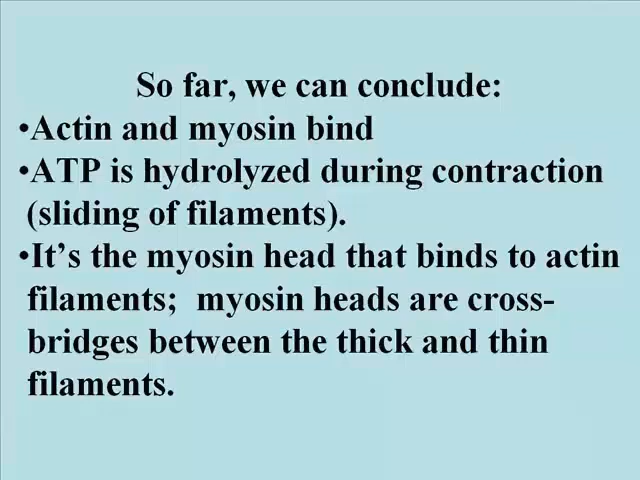 So far, we can conclude:
•Actin and myosin bind
•ATP is hydrolyzed during contraction
(sliding of filaments).
•It’s the myosin head that binds to actin
filaments;  myosin heads are cross-
bridges between the thick and thin
filaments.